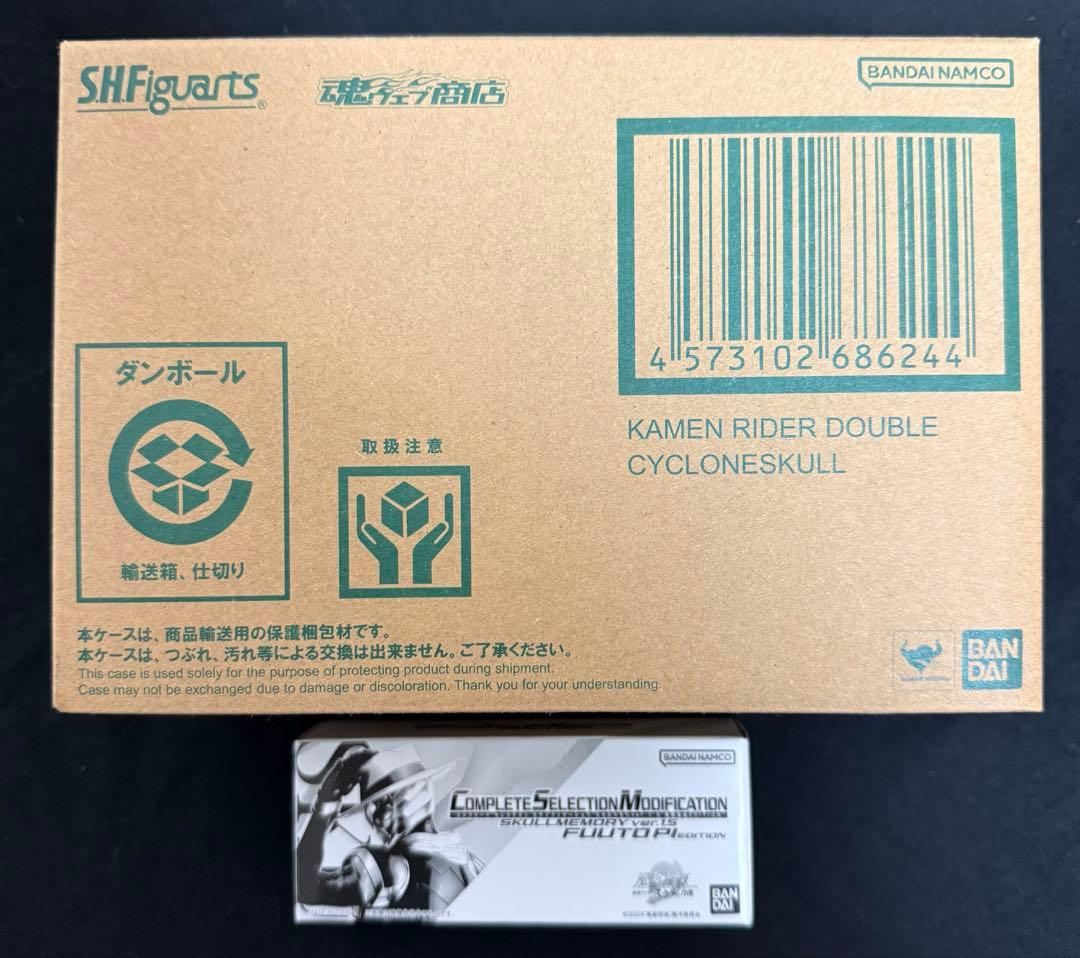 S.H.Figuarts®
魂ウェブ商店
BANDAI NAMCO
4 573102 686244
KAMEN RIDER DOUBLE
CYCLONESKULL
ダンボール
輸送箱、仕切り
取扱注意
本ケースは、商品輸送用の保護梱包材です。
本ケースは、つぶれ、汚れ等による交換は出来ません。ご了承ください。
This case is used solely for the purpose of protecting product during shipment.
Case may not be exchanged due to damage or discoloration. Thank you for your understanding.
BAN
DAI
BANDAI NAMCO
COMPLETE SELECTION MODIFICATION
SKULLMEMORY ver.1.5
FUUTO PI EDITION
BAN
DAI